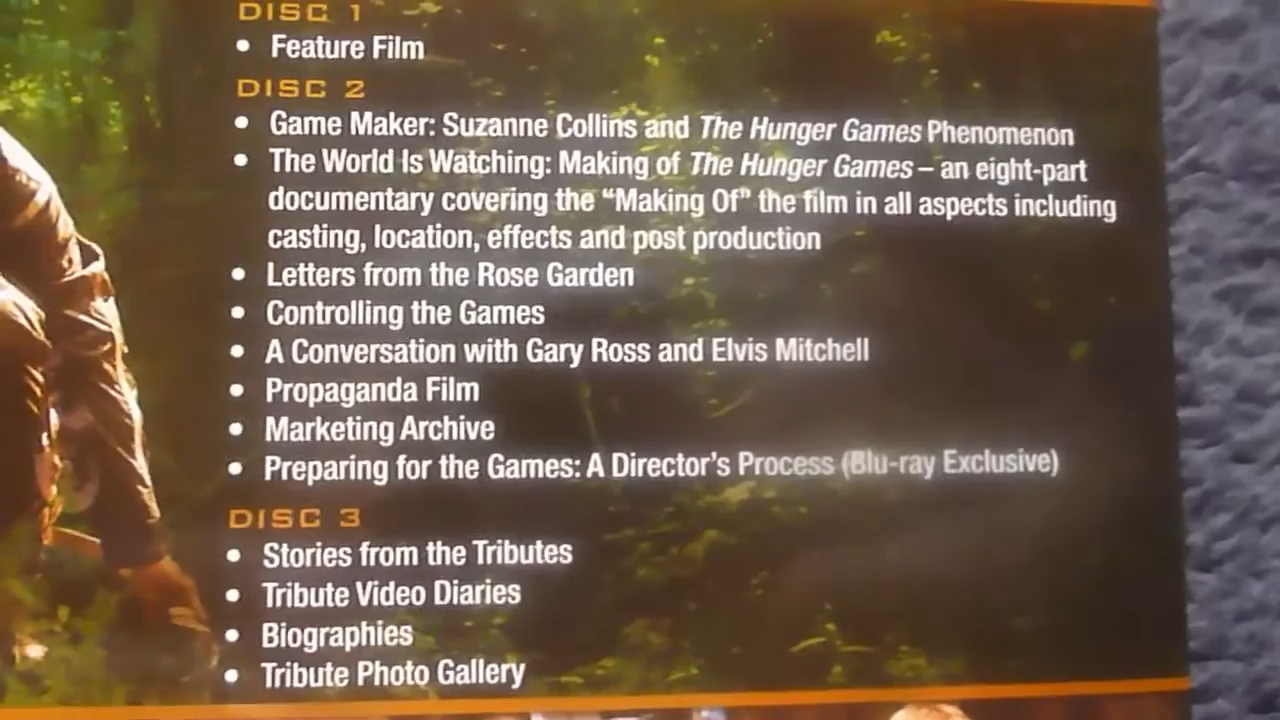 DISC 1
• Feature Film
DISC 2
• Game Maker: Suzanne Collins and The Hunger Games Phenomenon
• The World Is Watching: Making of The Hunger Games – an eight-part
documentary covering the “Making Of” the film in all aspects including
casting, location, effects and post production
• Letters from the Rose Garden
• Controlling the Games
• A Conversation with Gary Ross and Elvis Mitchell
• Propaganda Film
• Marketing Archive
• Preparing for the Games: A Director’s Process (Blu-ray Exclusive)
DISC 3
• Stories from the Tributes
• Tribute Video Diaries
• Biographies
• Tribute Photo Gallery